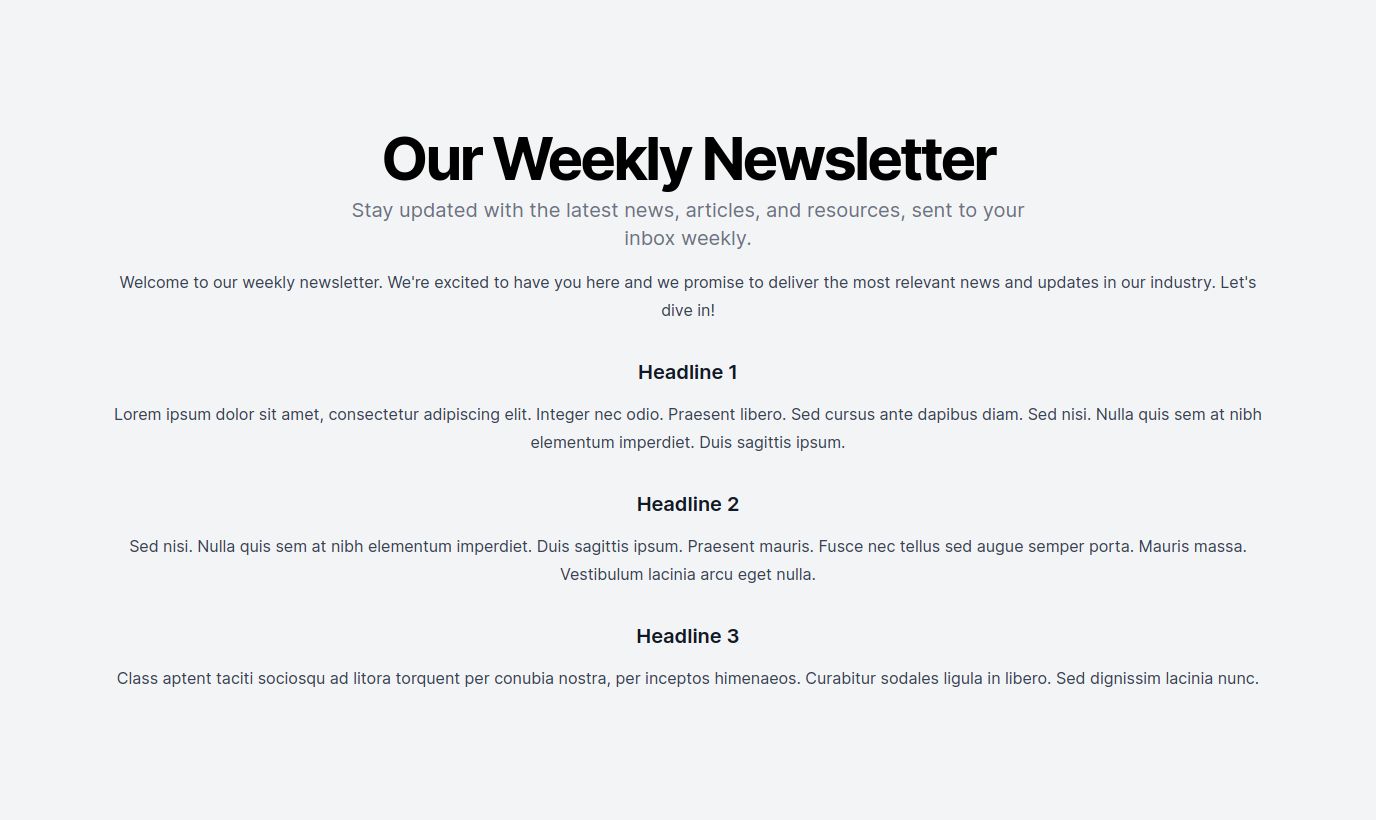 Our Weekly Newsletter
Stay updated with the latest news, articles, and resources, sent to your
inbox weekly.
Welcome to our weekly newsletter. We're excited to have you here and we promise to deliver the most relevant news and updates in our industry. Let's
dive in!
Headline 1
Lorem ipsum dolor sit amet, consectetur adipiscing elit. Integer nec odio. Praesent libero. Sed cursus ante dapibus diam. Sed nisi. Nulla quis sem at nibh
elementum imperdiet. Duis sagittis ipsum.
Headline 2
Sed nisi. Nulla quis sem at nibh elementum imperdiet. Duis sagittis ipsum. Praesent mauris. Fusce nec tellus sed augue semper porta. Mauris massa.
Vestibulum lacinia arcu eget nulla.
Headline 3
Class aptent taciti sociosqu ad litora torquent per conubia nostra, per inceptos himenaeos. Curabitur sodales ligula in libero. Sed dignissim lacinia nunc.